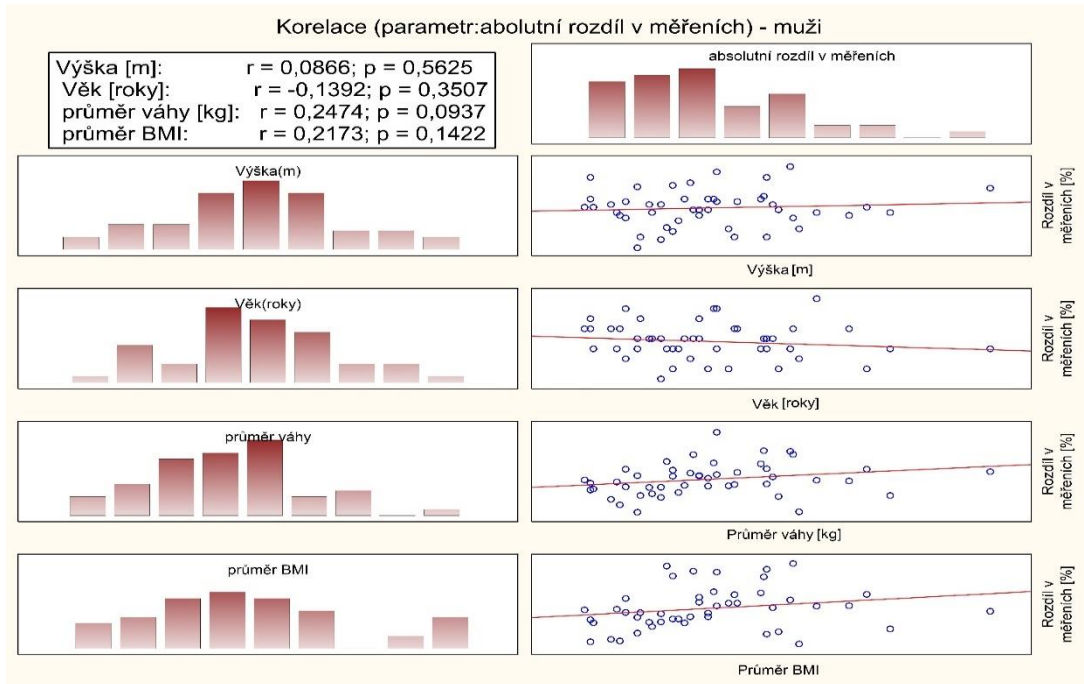 Korelace (parametr:abolutní rozdíl v měřeních) - muži
Výška [m]: r = 0,0866; p = 0,5625
Věk [roky]: r = -0,1392; p = 0,3507
průměr váhy [kg]: r = 0,2474; p = 0,0937
průměr BMI: r = 0,2173; p = 0,1422
absolutní rozdíl v měřeních
Výška(m)
Rozdíl v
měřeních [%]
Výška [m]
Věk(roky)
Rozdíl v
měřeních [%]
Věk [roky]
průměr váhy
Rozdíl v
měřeních [%]
Průměr váhy [kg]
průměr BMI
Rozdíl v
měřeních [%]
Průměr BMI